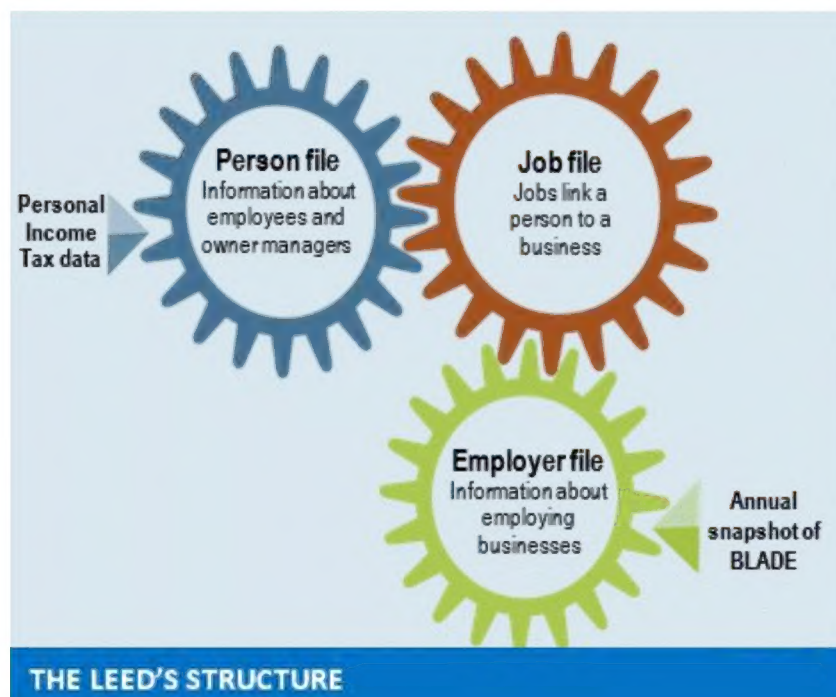 Person file
Information about
employees and
owner managers
Job file
Jobs link a
person to a
business
Personal
Income
Tax data
Employer file
Information about
employing
businesses
Annual
snapshot of
BLADE
THE LEED'S STRUCTURE